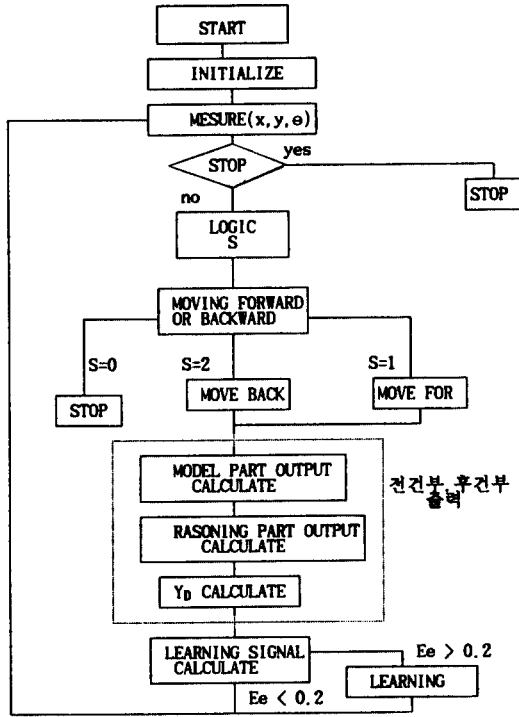 START
INITIALIZE
MESURE(x,y,θ)
STOP
yes
STOP
no
LOGIC
S
MOVING FORWARD
OR BACKWARD
S=0
S=2
S=1
STOP
MOVE BACK
MOVE FOR
MODEL PART OUTPUT
CALCULATE
전건부 후건부
출력
RASONING PART OUTPUT
CALCULATE
YD CALCULATE
LEARNING SIGNAL
CALCULATE
Ee > 0.2
LEARNING
Ee < 0.2